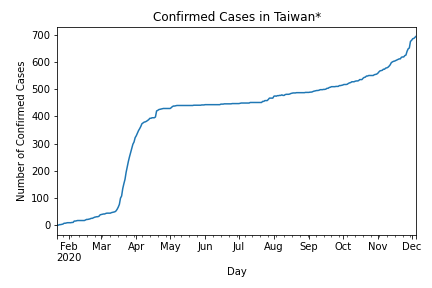 Confirmed Cases in Taiwan*
700
600
500
400
300
200
100
0
Number of Confirmed Cases
Feb Mar Apr May Jun Jul Aug Sep Oct Nov Dec
2020
Day